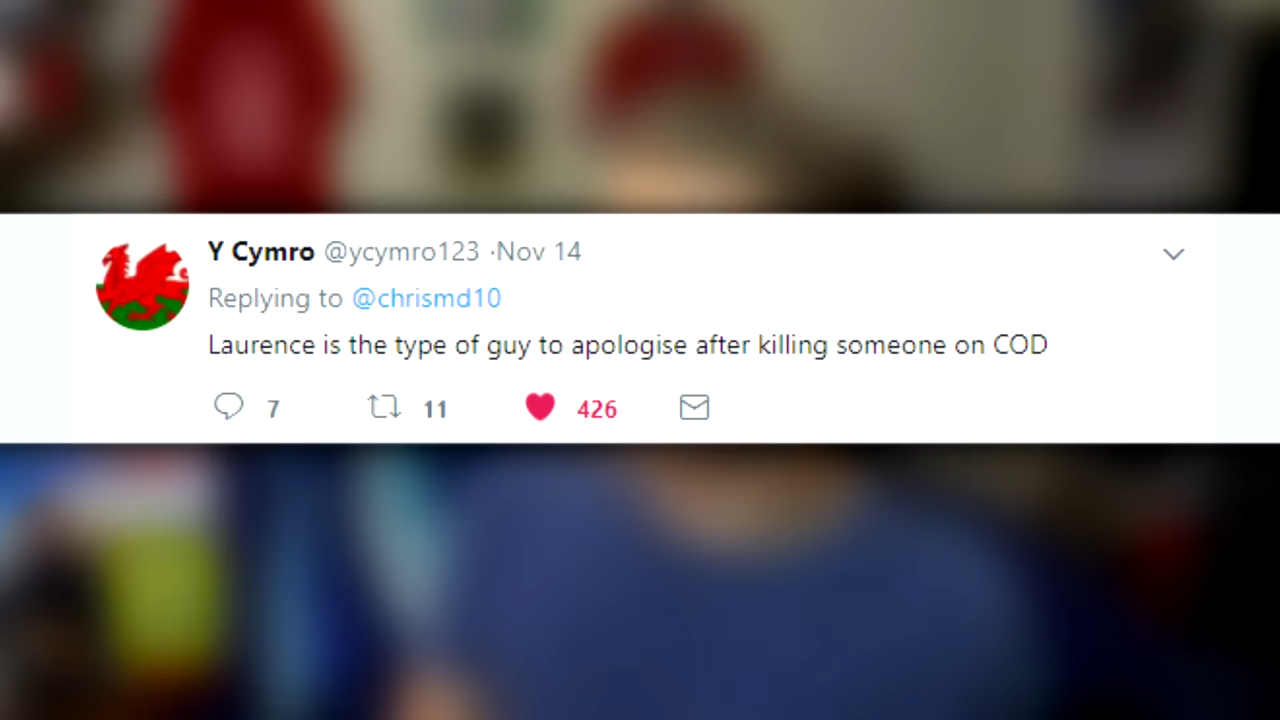 Y Cymro @ycymro123 ·Nov 14
Replying to @chrismd10
Laurence is the type of guy to apologise after killing someone on COD
7 11 426